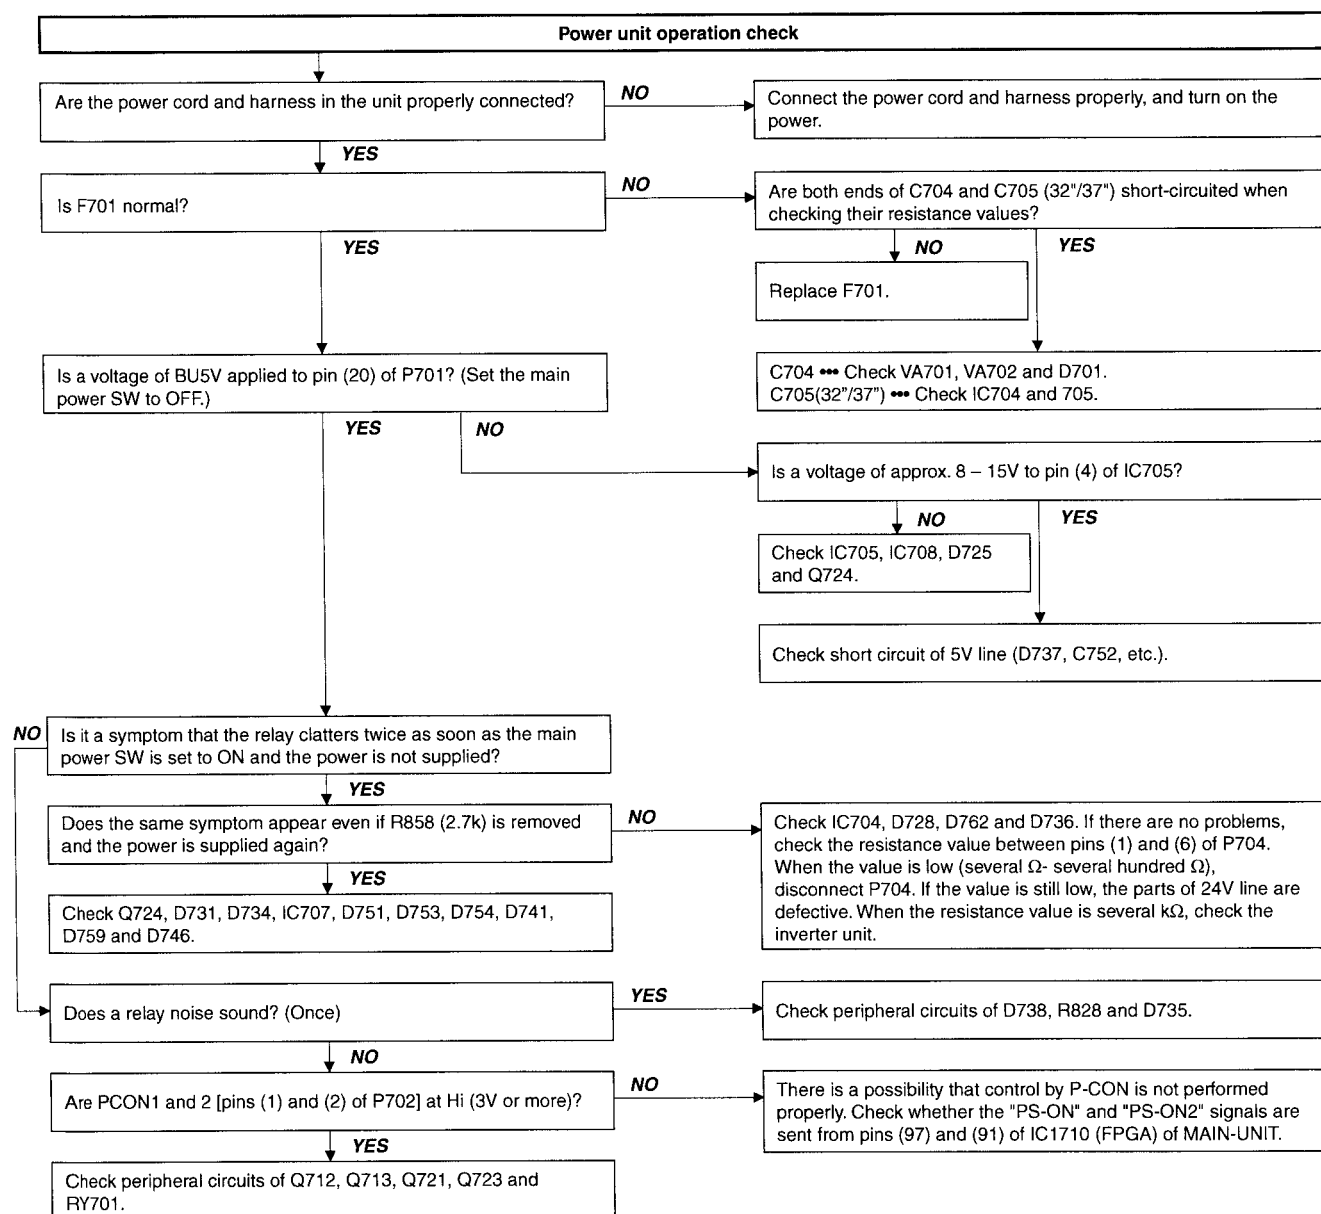 Power unit operation check
Are the power cord and harness in the unit properly connected?
NO
Connect the power cord and harness properly, and turn on the
power.
YES
Is F701 normal?
NO
Are both ends of C704 and C705 (32"/37") short-circuited when
checking their resistance values?
YES
NO
YES
Replace F701.
C704 ••• Check VA701, VA702 and D701.
C705(32"/37") ••• Check IC704 and 705.
Is a voltage of BU5V applied to pin (20) of P701? (Set the main
power SW to OFF.)
YES
NO
Is a voltage of approx. 8 – 15V to pin (4) of IC705?
NO
YES
Check IC705, IC708, D725
and Q724.
Check short circuit of 5V line (D737, C752, etc.).
NO
Is it a symptom that the relay clatters twice as soon as the main
power SW is set to ON and the power is not supplied?
YES
Does the same symptom appear even if R858 (2.7k) is removed
and the power is supplied again?
NO
Check IC704, D728, D762 and D736. If there are no problems,
check the resistance value between pins (1) and (6) of P704.
When the value is low (several Ω- several hundred Ω),
disconnect P704. If the value is still low, the parts of 24V line are
defective. When the resistance value is several kΩ, check the
inverter unit.
YES
Check Q724, D731, D734, IC707, D751, D753, D754, D741,
D759 and D746.
Does a relay noise sound? (Once)
YES
Check peripheral circuits of D738, R828 and D735.
NO
Are PCON1 and 2 [pins (1) and (2) of P702] at Hi (3V or more)?
NO
There is a possibility that control by P-CON is not performed
properly. Check whether the "PS-ON" and "PS-ON2" signals are
sent from pins (97) and (91) of IC1710 (FPGA) of MAIN-UNIT.
YES
Check peripheral circuits of Q712, Q713, Q721, Q723 and
RY701.